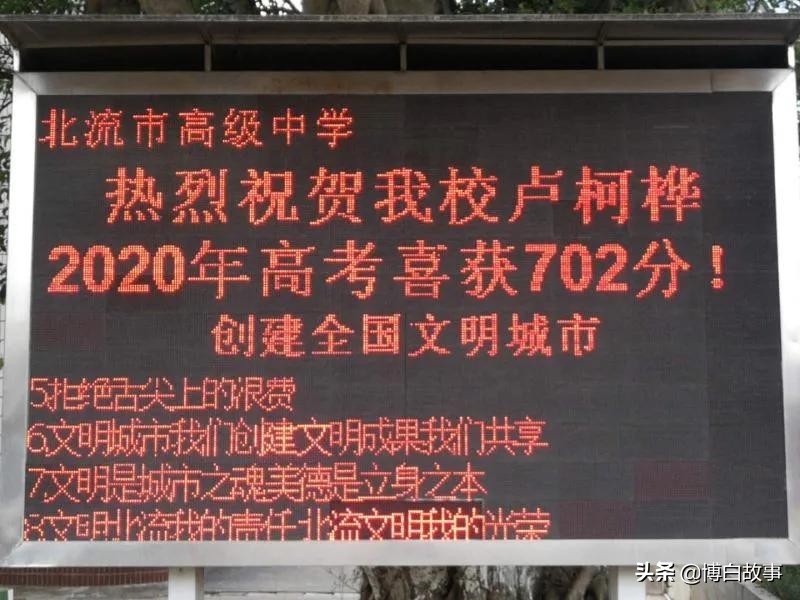 北流市高级中学
热烈祝贺我校卢柯桦
2020年高考喜获702分！
创建全国文明城市
5拒绝舌尖上的浪费
6文明城市我们创建文明成果我们共享
7文明是城市之魂美德是立身之本
8文明北流我的责任北流文明我的光荣
头条 @博白故事